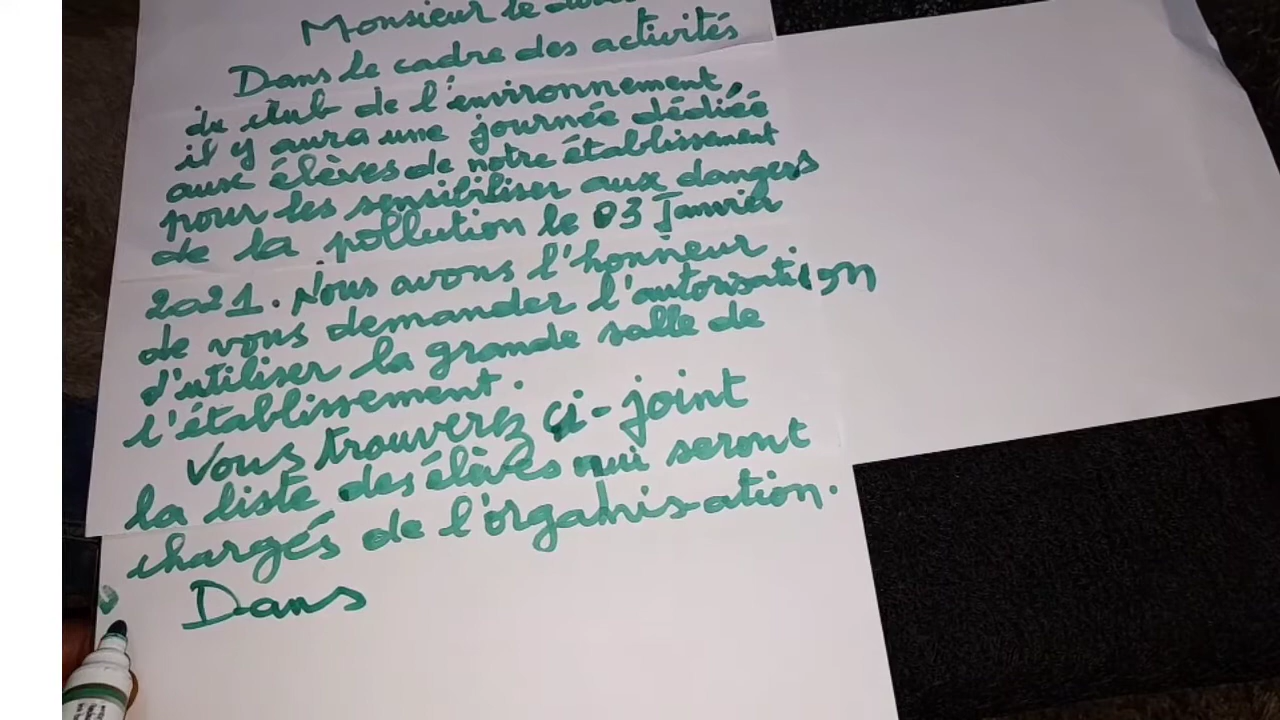 Monsieur le
Dans le cadre des activités
du club de l'environnement,
il y aura une journée dédiéé
aux élèves de notre établissement
pour les sensibiliser aux dangers
de la pollution le 03 Janvier
2021. Nous avons l'honneur
de vous demander l'autorisation
d'utiliser la grande salle de
l'établissement.
Vous trouverez ci-joint
la liste des élèves qui seront
chargés de l'organisation.
Dans